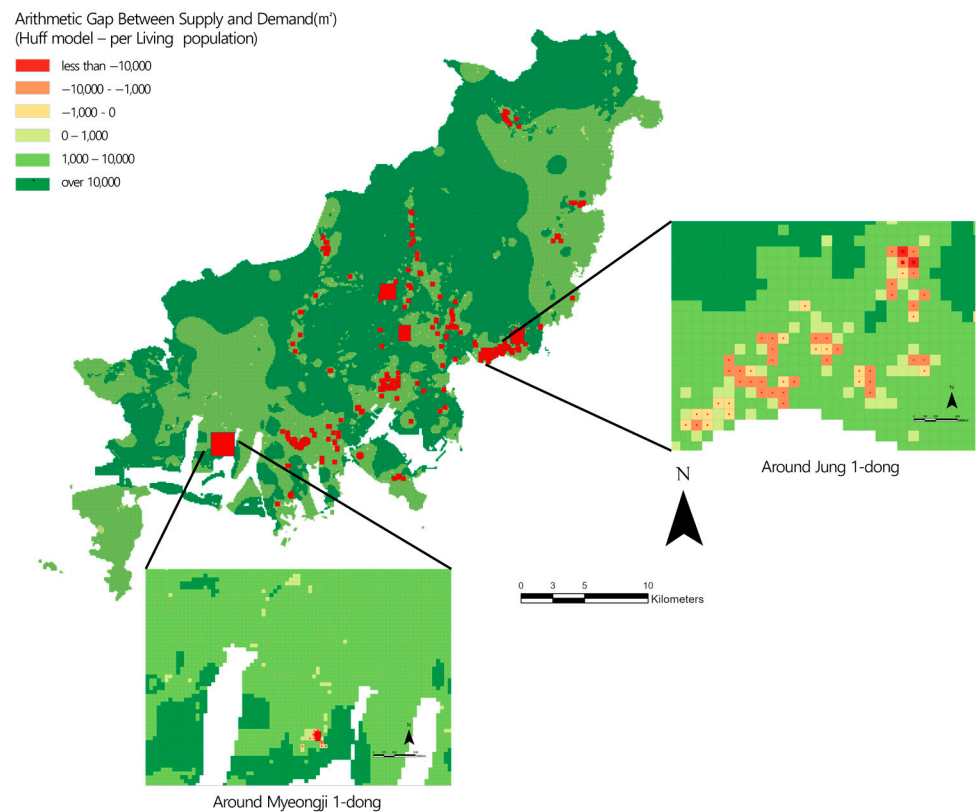 Arithmetic Gap Between Supply and Demand(㎡)
(Huff model – per Living population)
less than −10,000
−10,000 - −1,000
−1,000 - 0
0 – 1,000
1,000 – 10,000
over 10,000
N
Around Jung 1-dong
N
0 3 5 10
Kilometers
N
Around Myeongji 1-dong